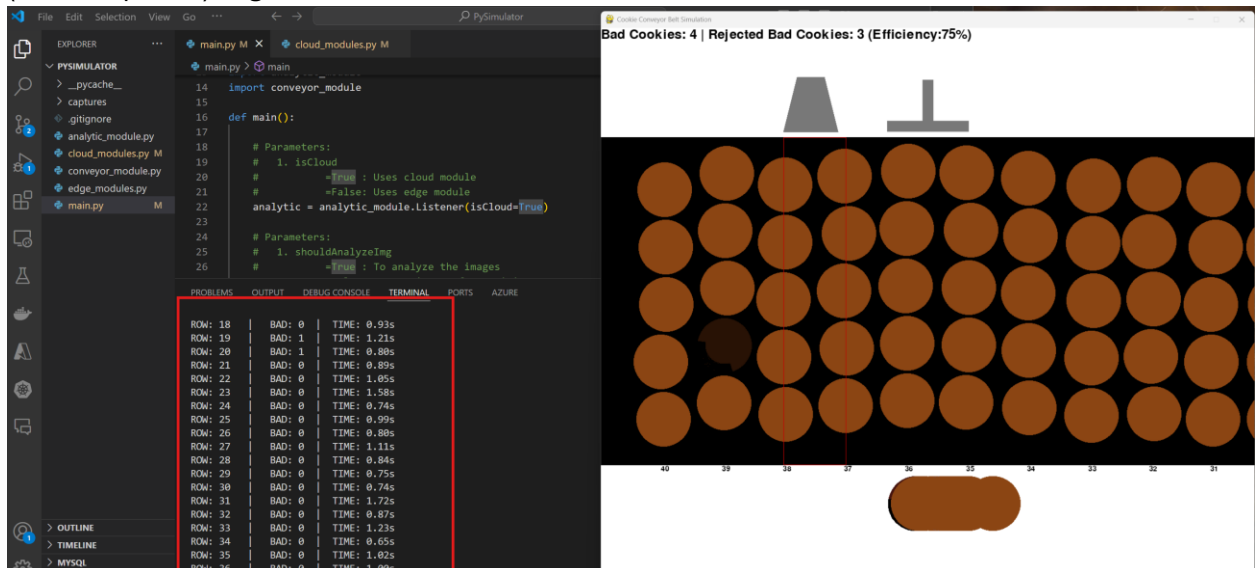 File Edit Selection View Go ··· PySimulator
EXPLORER ···
PYSIMULATOR
__pycache__
captures
.gitignore
analytic_module.py
cloud_modules.py M
conveyor_module.py
edge_modules.py
main.py M
OUTLINE
TIMELINE
MYSQL
main.py M cloud_modules.py M
main.py > main
14 import conveyor_module
15
16 def main():
17
18 # Parameters:
19 # 1. isCloud
20 # =True : Uses cloud module
21 # =False: Uses edge module
22 analytic = analytic_module.Listener(isCloud=True)
23
24 # Parameters:
25 # 1. shouldAnalyzeImg
26 # =True : To analyze the images
PROBLEMS OUTPUT DEBUG CONSOLE TERMINAL PORTS AZURE
ROW: 18 | BAD: 0 | TIME: 0.93s
ROW: 19 | BAD: 1 | TIME: 1.21s
ROW: 20 | BAD: 1 | TIME: 0.80s
ROW: 21 | BAD: 0 | TIME: 0.89s
ROW: 22 | BAD: 0 | TIME: 1.05s
ROW: 23 | BAD: 0 | TIME: 1.58s
ROW: 24 | BAD: 0 | TIME: 0.74s
ROW: 25 | BAD: 0 | TIME: 0.99s
ROW: 26 | BAD: 0 | TIME: 0.80s
ROW: 27 | BAD: 0 | TIME: 1.11s
ROW: 28 | BAD: 0 | TIME: 0.84s
ROW: 29 | BAD: 0 | TIME: 0.75s
ROW: 30 | BAD: 0 | TIME: 0.74s
ROW: 31 | BAD: 0 | TIME: 1.72s
ROW: 32 | BAD: 0 | TIME: 0.87s
ROW: 33 | BAD: 0 | TIME: 1.23s
ROW: 34 | BAD: 0 | TIME: 0.65s
ROW: 35 | BAD: 0 | TIME: 1.02s
Cookie Conveyor Belt Simulation
Bad Cookies: 4 | Rejected Bad Cookies: 3 (Efficiency:75%)
40 39 38 37 36 35 34 33 32 31